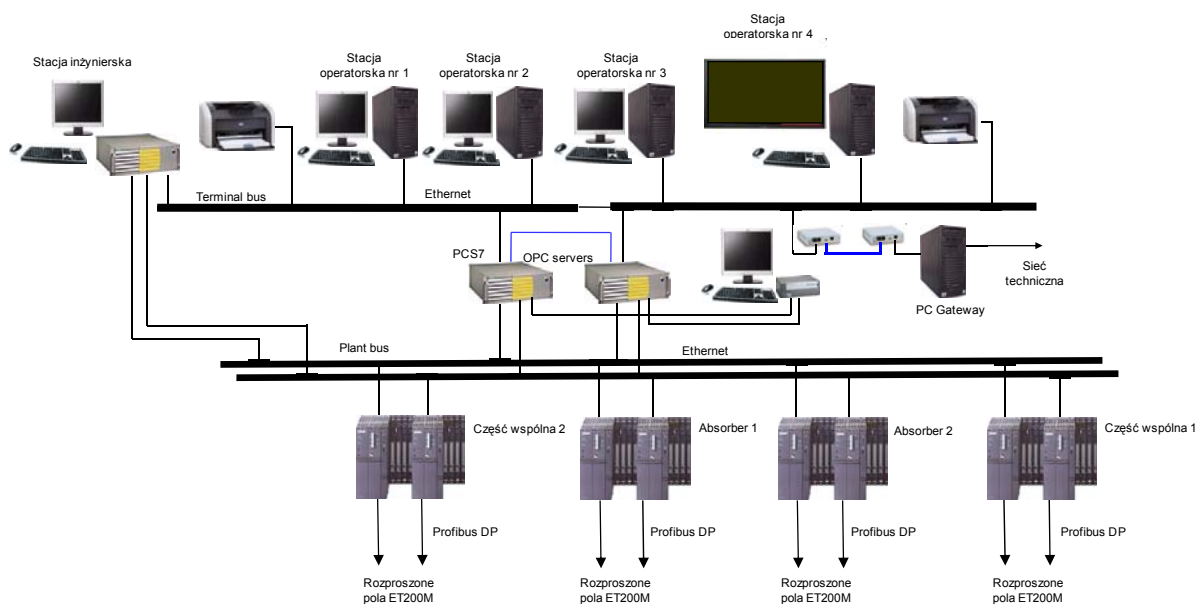 Stacja
operatorska nr 4
Stacja inżynierska
Stacja
operatorska nr 1
Stacja
operatorska nr 2
Stacja
operatorska nr 3
Terminal bus
Ethernet
PCS7
OPC servers
Sieć
techniczna
PC Gateway
Plant bus
Ethernet
Część wspólna 2
Absorber 1
Absorber 2
Część wspólna 1
Profibus DP
Profibus DP
Profibus DP
Profibus DP
Rozproszone
pola ET200M
Rozproszone
pola ET200M
Rozproszone
pola ET200M
Rozproszone
pola ET200M